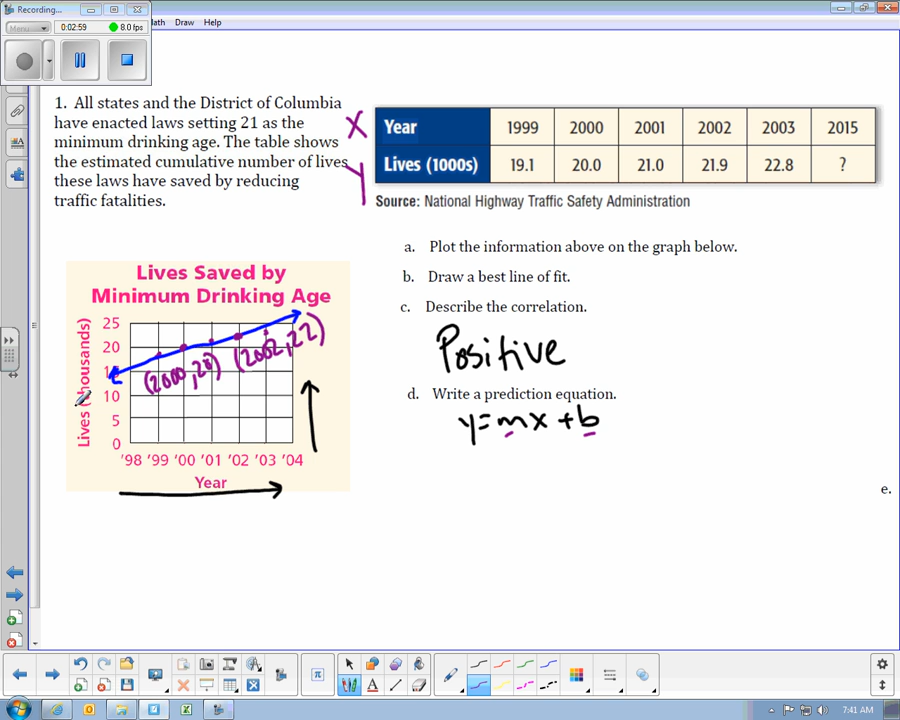 Recording...
Menu
0:02:59
8.0 fps
ath Draw Help
1. All states and the District of Columbia
have enacted laws setting 21 as the
minimum drinking age. The table shows
the estimated cumulative number of lives
these laws have saved by reducing
traffic fatalities.
X Year 1999 2000 2001 2002 2003 2015
Y Lives (1000s) 19.1 20.0 21.0 21.9 22.8 ?
Source: National Highway Traffic Safety Administration
a. Plot the information above on the graph below.
b. Draw a best line of fit.
c. Describe the correlation.
Positive
d. Write a prediction equation.
y=mx+b
e.
Lives Saved by
Minimum Drinking Age
Lives (thousands)
25
20
15
10
5
0
(2000,20) (2002,22)
'98 '99 '00 '01 '02 '03 '04
Year
7:41 AM